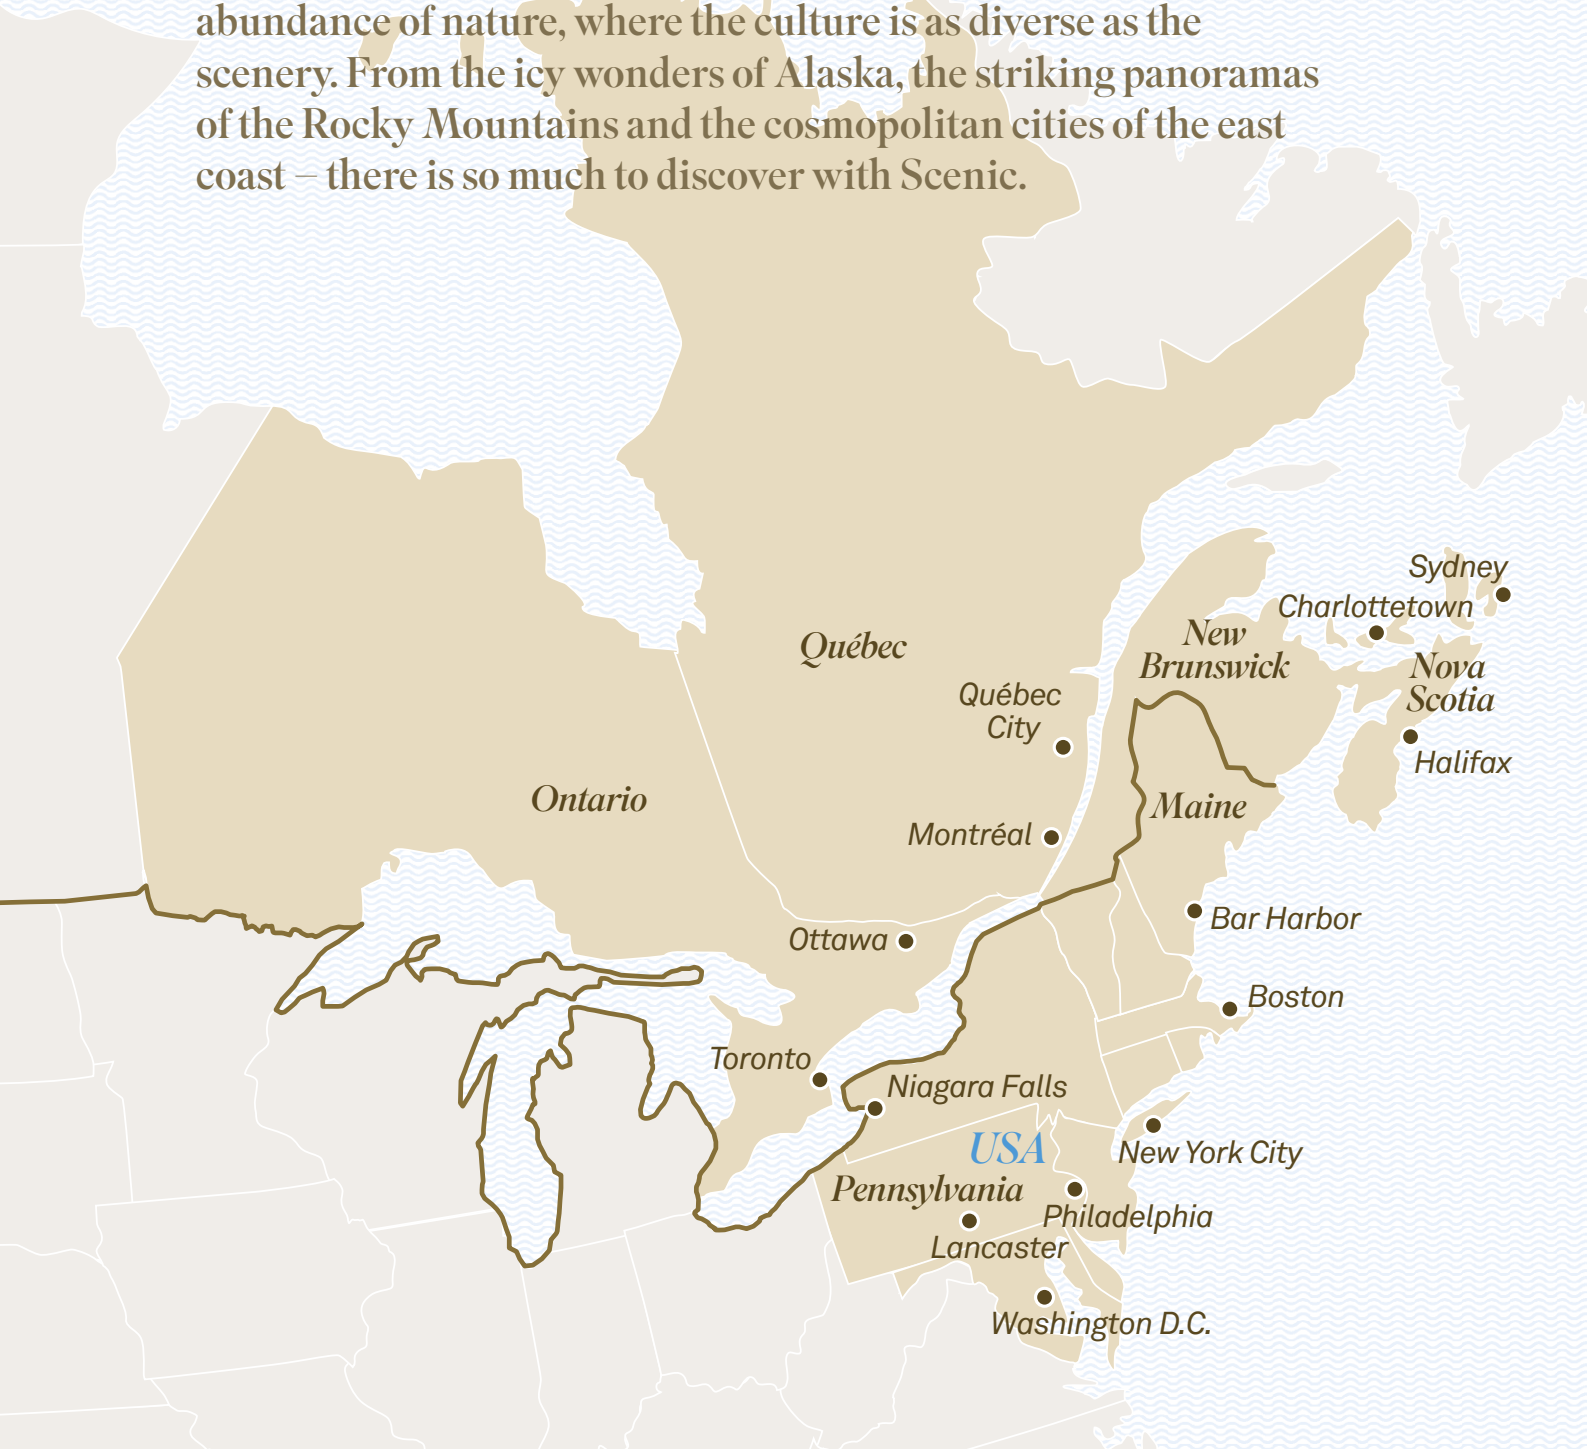 abundance of nature, where the culture is as diverse as the
scenery. From the icy wonders of Alaska, the striking panoramas
of the Rocky Mountains and the cosmopolitan cities of the east
coast – there is so much to discover with Scenic.
Sydney
Charlottetown
New
Brunswick
Nova
Scotia
Halifax
Québec
Québec
City
Montréal
Maine
Ontario
Ottawa
Bar Harbor
Boston
Toronto
Niagara Falls
USA
New York City
Pennsylvania
Philadelphia
Lancaster
Washington D.C.